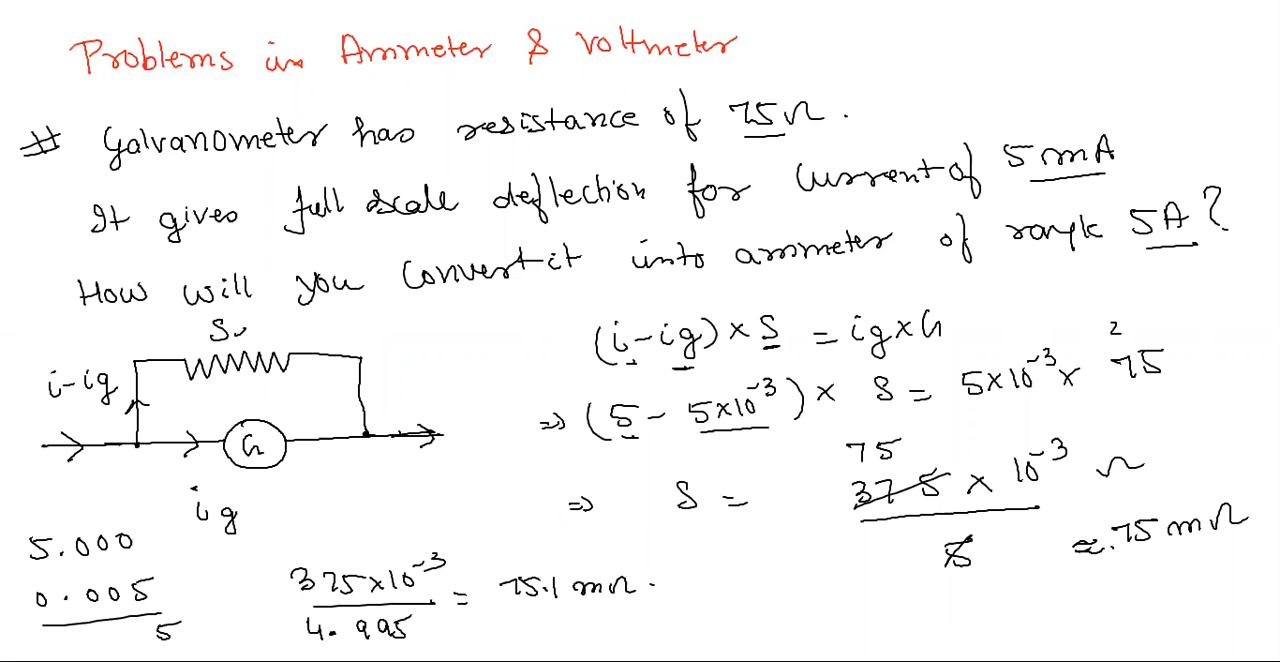 Problems in Ammeter & Voltmeter
# Galvanometer has resistance of 75Ω.
It gives full scale deflection for current of 5mA
How will you convert it into ammeter of range 5A?
S
i-ig
G
ig
(i-ig)×S = ig×G
2
⇒ (5- 5×10⁻³)× S = 5×10⁻³× 75
75
⇒ S = 375×10⁻³ Ω
5
≈.75mΩ
5.000
0.005
5
375×10⁻³ = 75.1 mΩ.
4.995